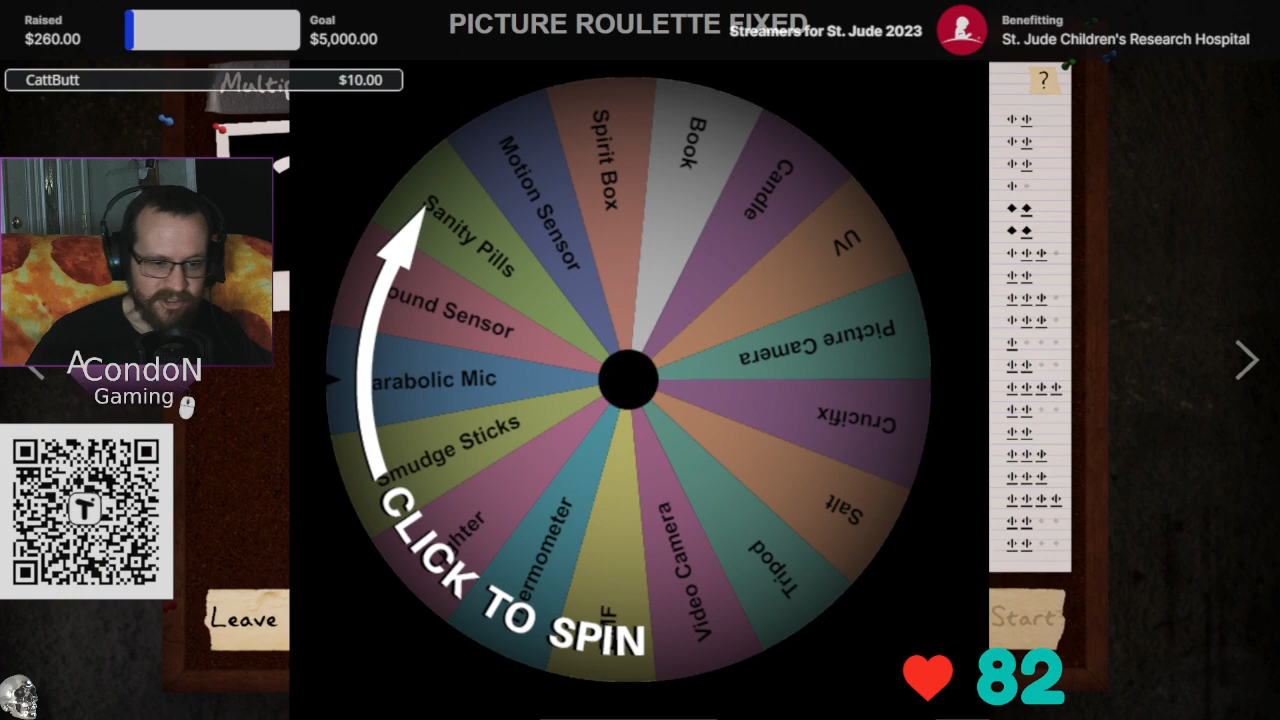 Raised
$260.00
Goal
$5,000.00
PICTURE ROULETTE FIXED
Streamers for St. Jude 2023
Benefitting
St. Jude Children's Research Hospital
CattButt
$10.00
Multip
?
Spirit Box
Book
Candle
UV
Picture Camera
Crucifix
Salt
Tripod
Video Camera
ermometer
hter
Smudge Sticks
arabolic Mic
ound Sensor
Sanity Pills
Motion Sensor
CLICK TO SPIN
ACondoN
Gaming
T
Leave
Start
82